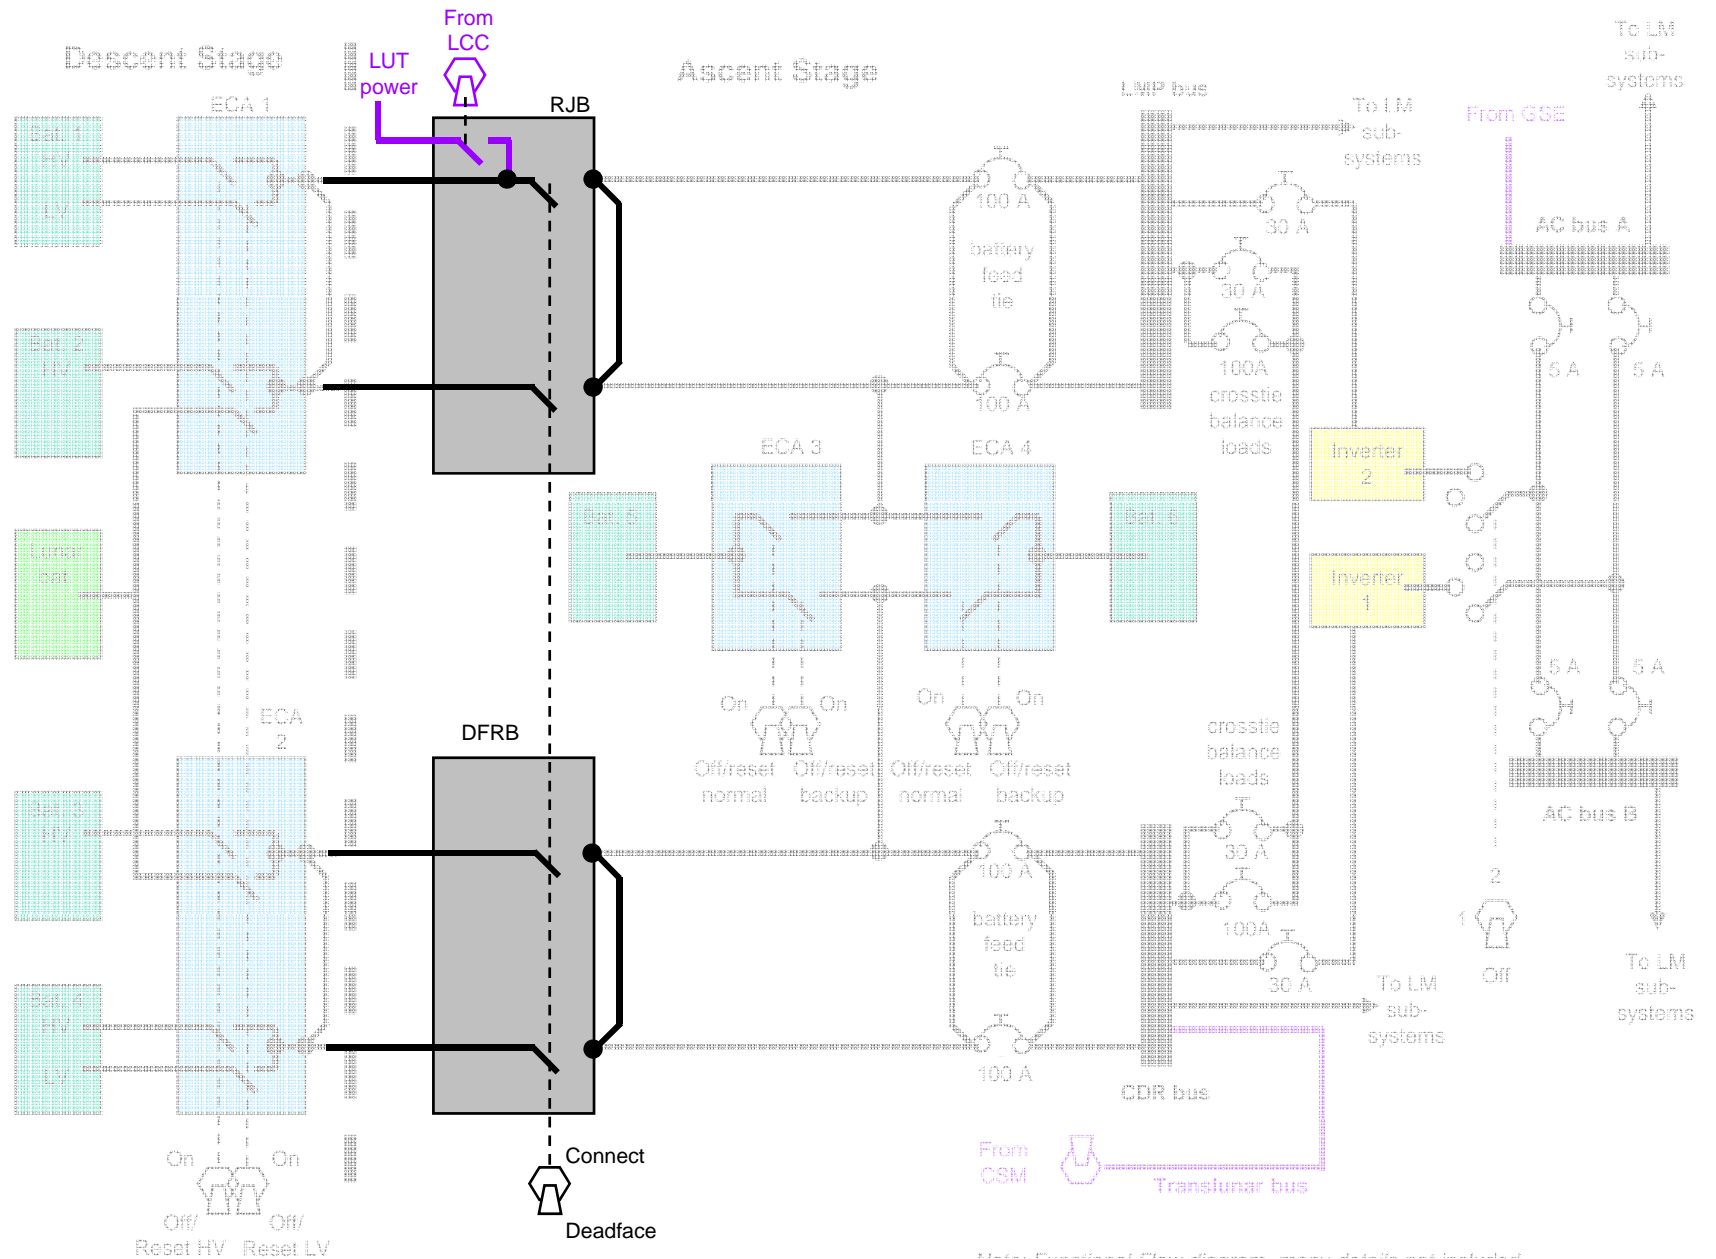 Descent Stage
From
LCC
LUT
power
RJB
Ascent Stage
ECA 1
LMP bus
To LM
sub-
systems
From GSE
To LM
sub-
systems
100 A
30 A
AC bus A
battery
feed
tie
30 A
100A
crosstie
balance
loads
100 A
5 A
5 A
ECA 3
ECA 4
Inverter
2
Inverter
1
ECA
2
DFRB
On
On
On
On
Off/reset
normal
Off/reset
backup
Off/reset
normal
Off/reset
backup
crosstie
balance
loads
5 A
5 A
AC bus B
30 A
100 A
battery
feed
tie
100A
30 A
2
1
Off
To LM
sub-
systems
To LM
sub-
systems
100 A
CDR bus
From
CSM
Translunar bus
On
On
Off/
Reset HV
Off/
Reset LV
Connect
Deadface